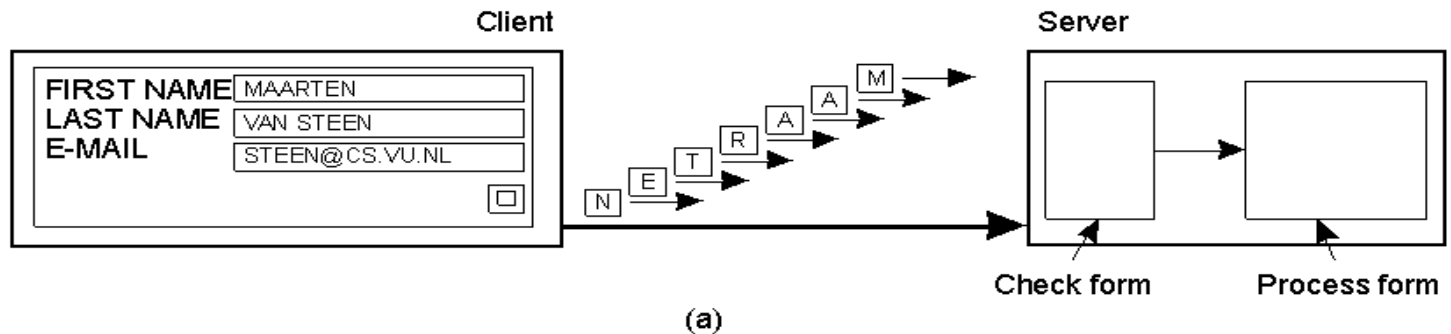 Client
Server
FIRST NAME MAARTEN
LAST NAME VAN STEEN
E-MAIL STEEN@CS.VU.NL
N E T R A A M
Check form
Process form
(a)